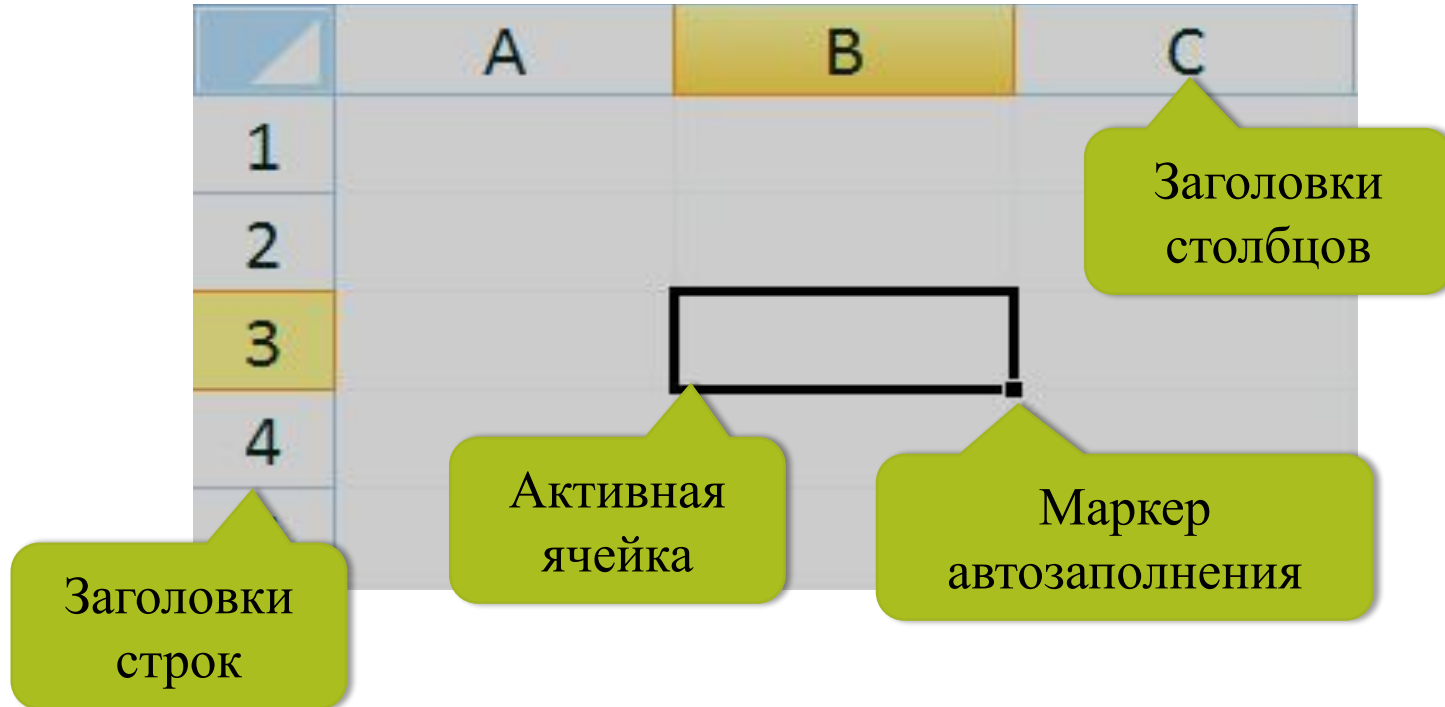 A B C
1
Заголовки
столбцов
2
3
4
Активная
ячейка
Маркер
автозаполнения
Заголовки
строк